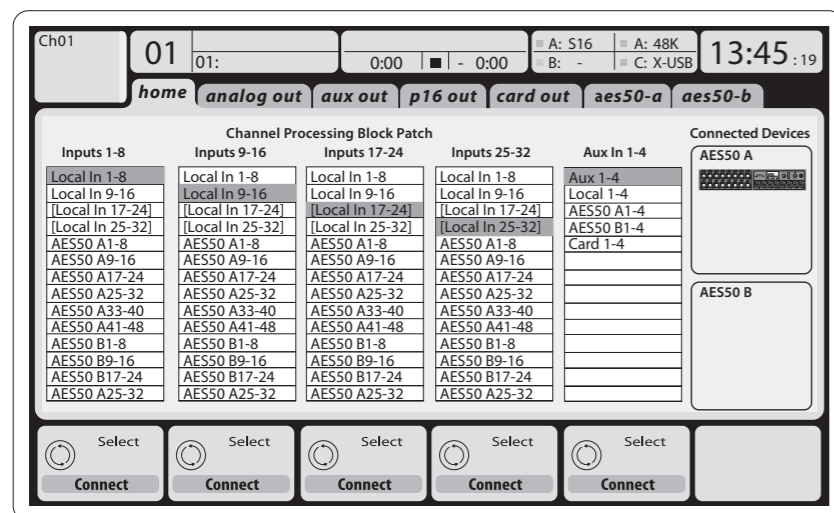 Ch01
01
01:
0:00
- 0:00
A: S16
B: -
A: 48K
C: X-USB
13:45 :19
home
analog out
aux out
p16 out
card out
aes50-a
aes50-b
Channel Processing Block Patch
Connected Devices
Inputs 1-8
Local In 1-8
Local In 9-16
[Local In 17-24]
[Local In 25-32]
AES50 A1-8
AES50 A9-16
AES50 A17-24
AES50 A25-32
AES50 A33-40
AES50 A41-48
AES50 B1-8
AES50 B9-16
AES50 B17-24
AES50 A25-32
Inputs 9-16
Local In 1-8
Local In 9-16
[Local In 17-24]
[Local In 25-32]
AES50 A1-8
AES50 A9-16
AES50 A17-24
AES50 A25-32
AES50 A33-40
AES50 A41-48
AES50 B1-8
AES50 B9-16
AES50 B17-24
AES50 A25-32
Inputs 17-24
Local In 1-8
Local In 9-16
[Local In 17-24]
[Local In 25-32]
AES50 A1-8
AES50 A9-16
AES50 A17-24
AES50 A25-32
AES50 A33-40
AES50 A41-48
AES50 B1-8
AES50 B9-16
AES50 B17-24
AES50 A25-32
Inputs 25-32
Local In 1-8
Local In 9-16
[Local In 17-24]
[Local In 25-32]
AES50 A1-8
AES50 A9-16
AES50 A17-24
AES50 A25-32
AES50 A33-40
AES50 A41-48
AES50 B1-8
AES50 B9-16
AES50 B17-24
AES50 A25-32
Aux In 1-4
Aux 1-4
Local 1-4
AES50 A1-4
AES50 B1-4
Card 1-4
AES50 A
AES50 B
Select
Connect
Select
Connect
Select
Connect
Select
Connect
Select
Connect